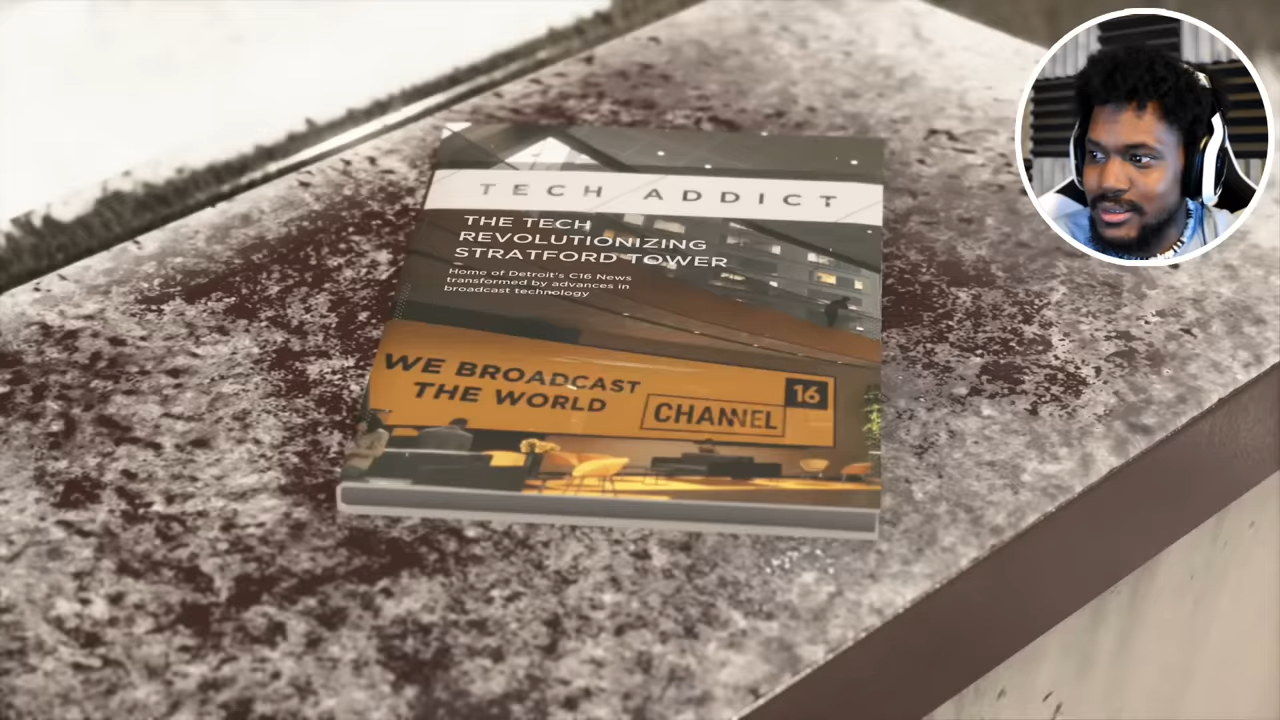 TECH ADDICT
THE TECH
REVOLUTIONIZING
STRATFORD TOWER
Home of Detroit's C16 News
transformed by advances in
broadcast technology
WE BROADCAST
THE WORLD
16
CHANNEL